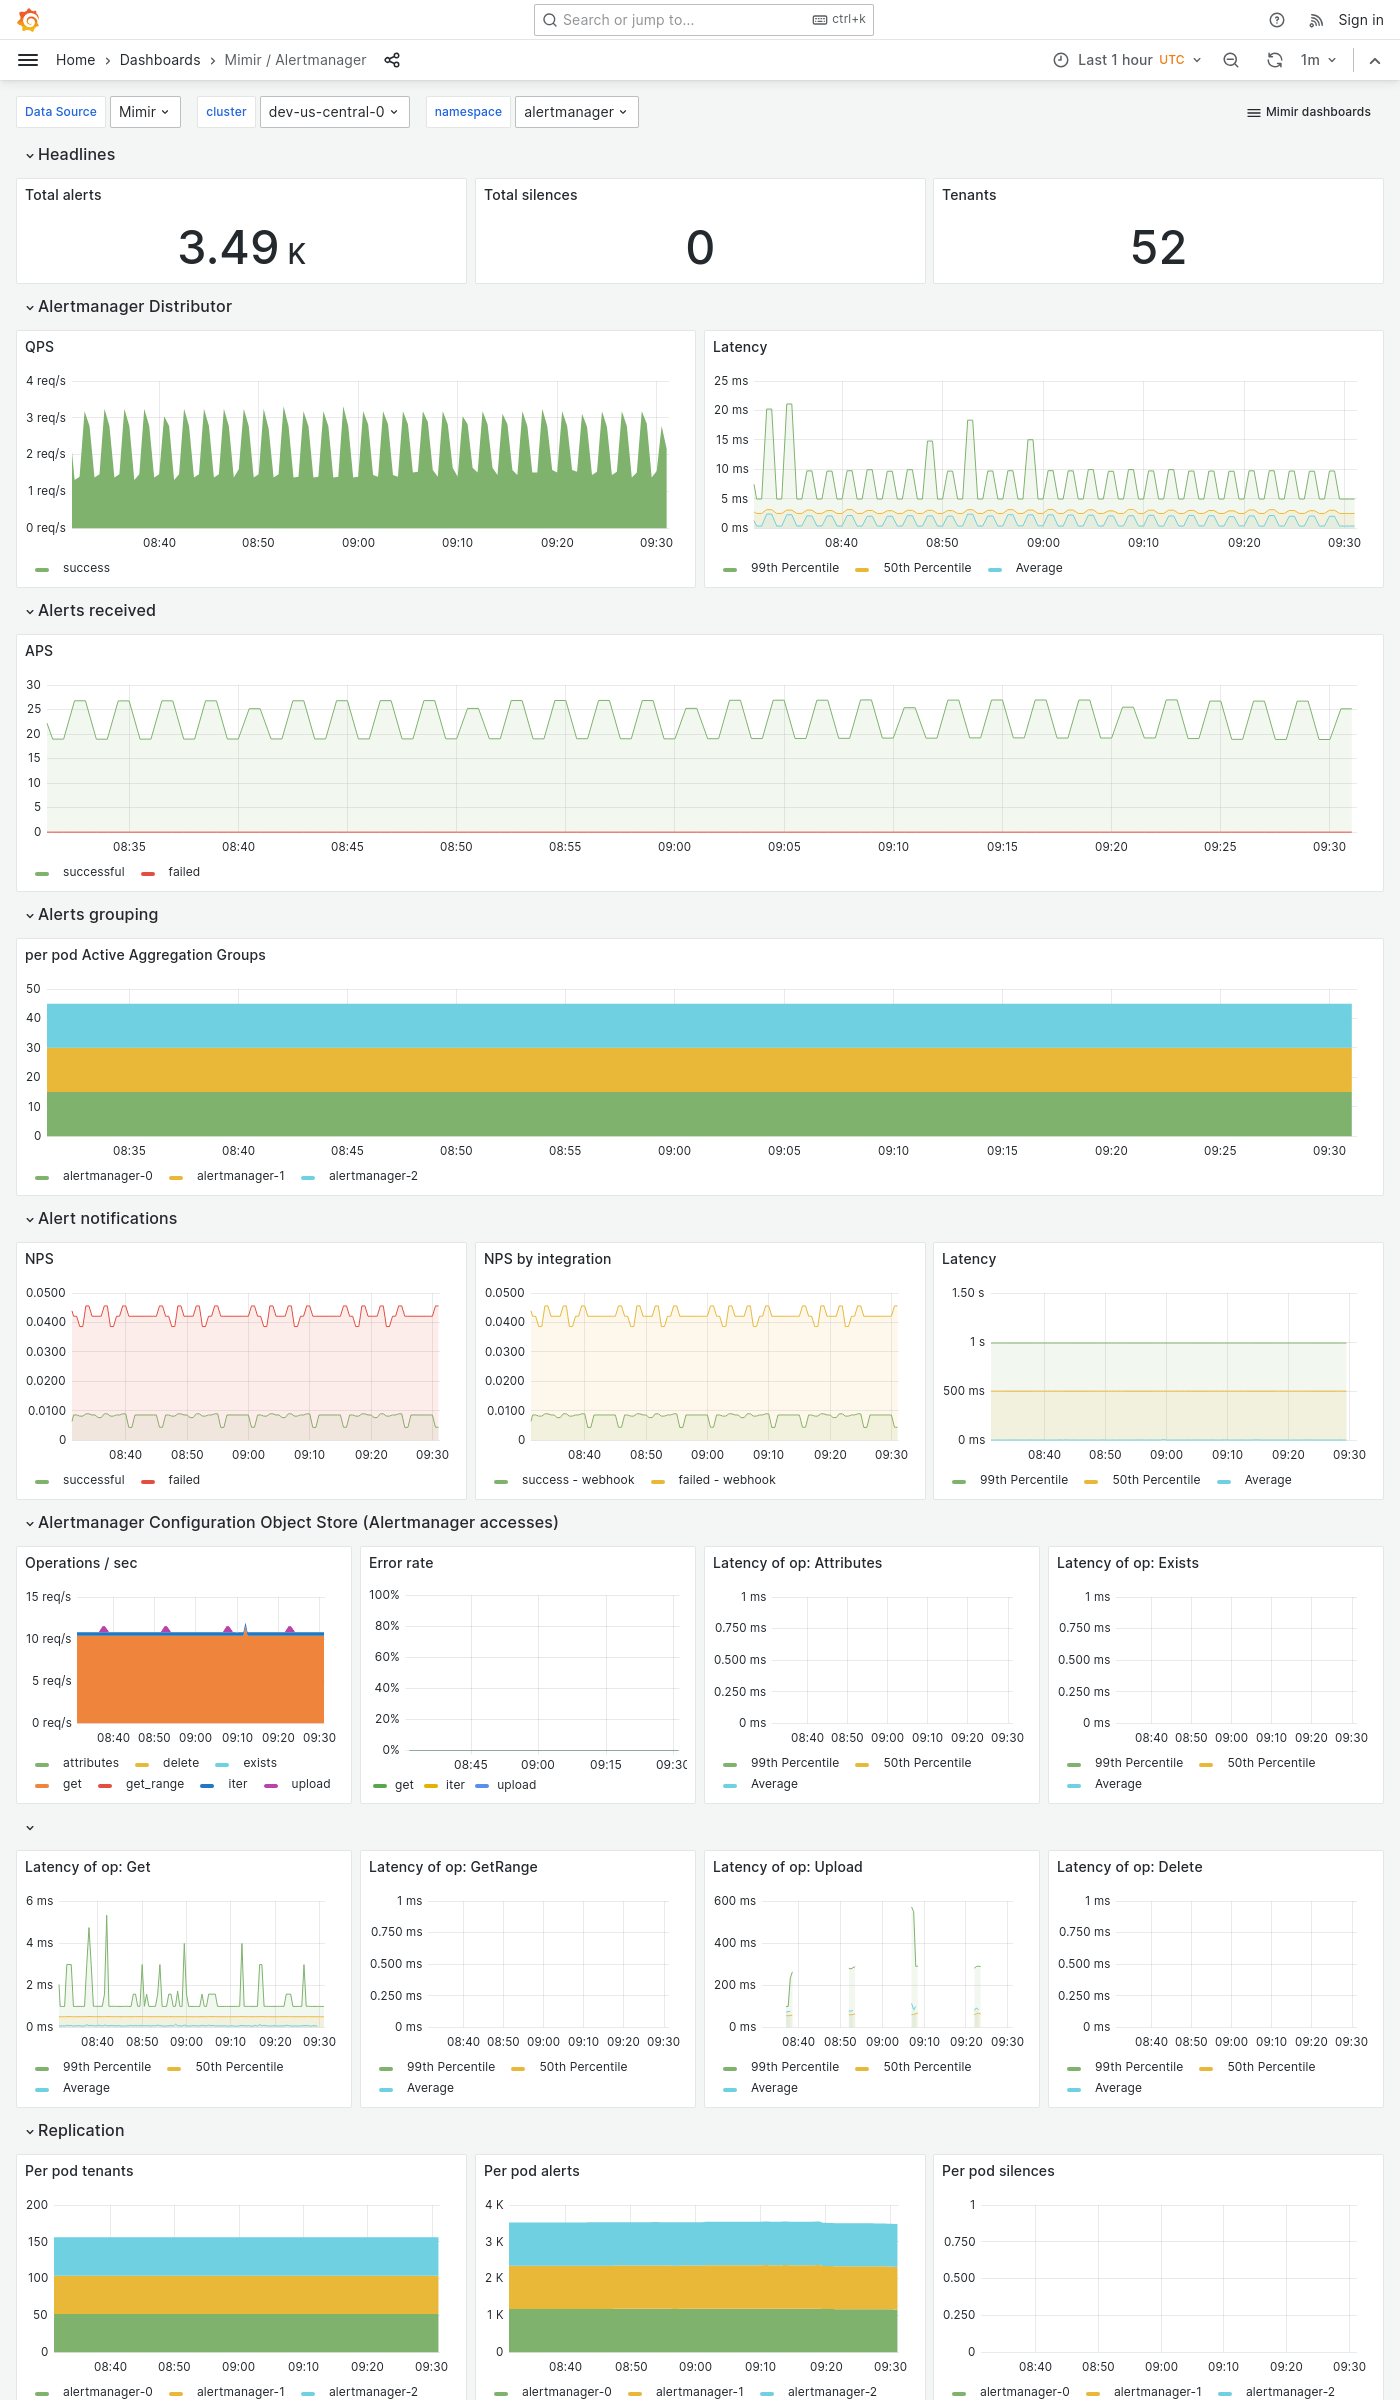 Search or jump to...
ctrl+k
Sign in
Home
Dashboards
Mimir / Alertmanager
Last 1 hour UTC
1m
Data Source
Mimir
cluster
dev-us-central-0
namespace
alertmanager
Mimir dashboards
Headlines
Total alerts
3.49 K
Total silences
0
Tenants
52
Alertmanager Distributor
QPS
4 req/s
3 req/s
2 req/s
1 req/s
0 req/s
08:40 08:50 09:00 09:10 09:20 09:30
success
Latency
25 ms
20 ms
15 ms
10 ms
5 ms
0 ms
08:40 08:50 09:00 09:10 09:20 09:30
99th Percentile 50th Percentile Average
Alerts received
APS
30
25
20
15
10
5
0
08:35 08:40 08:45 08:50 08:55 09:00 09:05 09:10 09:15 09:20 09:25 09:30
successful failed
Alerts grouping
per pod Active Aggregation Groups
50
40
30
20
10
0
08:35 08:40 08:45 08:50 08:55 09:00 09:05 09:10 09:15 09:20 09:25 09:30
alertmanager-0 alertmanager-1 alertmanager-2
Alert notifications
NPS
0.0500
0.0400
0.0300
0.0200
0.0100
0
08:40 08:50 09:00 09:10 09:20 09:30
successful failed
NPS by integration
0.0500
0.0400
0.0300
0.0200
0.0100
0
08:40 08:50 09:00 09:10 09:20 09:30
success - webhook failed - webhook
Latency
1.50 s
1 s
500 ms
0 ms
08:40 08:50 09:00 09:10 09:20 09:30
99th Percentile 50th Percentile Average
Alertmanager Configuration Object Store (Alertmanager accesses)
Operations / sec
15 req/s
10 req/s
5 req/s
0 req/s
08:40 08:50 09:00 09:10 09:20 09:30
attributes delete exists
get get_range iter upload
Error rate
100%
80%
60%
40%
20%
0%
08:45 09:00 09:15 09:30
get iter upload
Latency of op: Attributes
1 ms
0.750 ms
0.500 ms
0.250 ms
0 ms
08:40 08:50 09:00 09:10 09:20 09:30
99th Percentile 50th Percentile
Average
Latency of op: Exists
1 ms
0.750 ms
0.500 ms
0.250 ms
0 ms
08:40 08:50 09:00 09:10 09:20 09:30
99th Percentile 50th Percentile
Average
Latency of op: Get
6 ms
4 ms
2 ms
0 ms
08:40 08:50 09:00 09:10 09:20 09:30
99th Percentile 50th Percentile
Average
Latency of op: GetRange
1 ms
0.750 ms
0.500 ms
0.250 ms
0 ms
08:40 08:50 09:00 09:10 09:20 09:30
99th Percentile 50th Percentile
Average
Latency of op: Upload
600 ms
400 ms
200 ms
0 ms
08:40 08:50 09:00 09:10 09:20 09:30
99th Percentile 50th Percentile
Average
Latency of op: Delete
1 ms
0.750 ms
0.500 ms
0.250 ms
0 ms
08:40 08:50 09:00 09:10 09:20 09:30
99th Percentile 50th Percentile
Average
Replication
Per pod tenants
200
150
100
50
0
08:40 08:50 09:00 09:10 09:20 09:30
alertmanager-0 alertmanager-1 alertmanager-2
Per pod alerts
4 K
3 K
2 K
1 K
0
08:40 08:50 09:00 09:10 09:20 09:30
alertmanager-0 alertmanager-1 alertmanager-2
Per pod silences
1
0.750
0.500
0.250
0
08:40 08:50 09:00 09:10 09:20 09:30
alertmanager-0 alertmanager-1 alertmanager-2